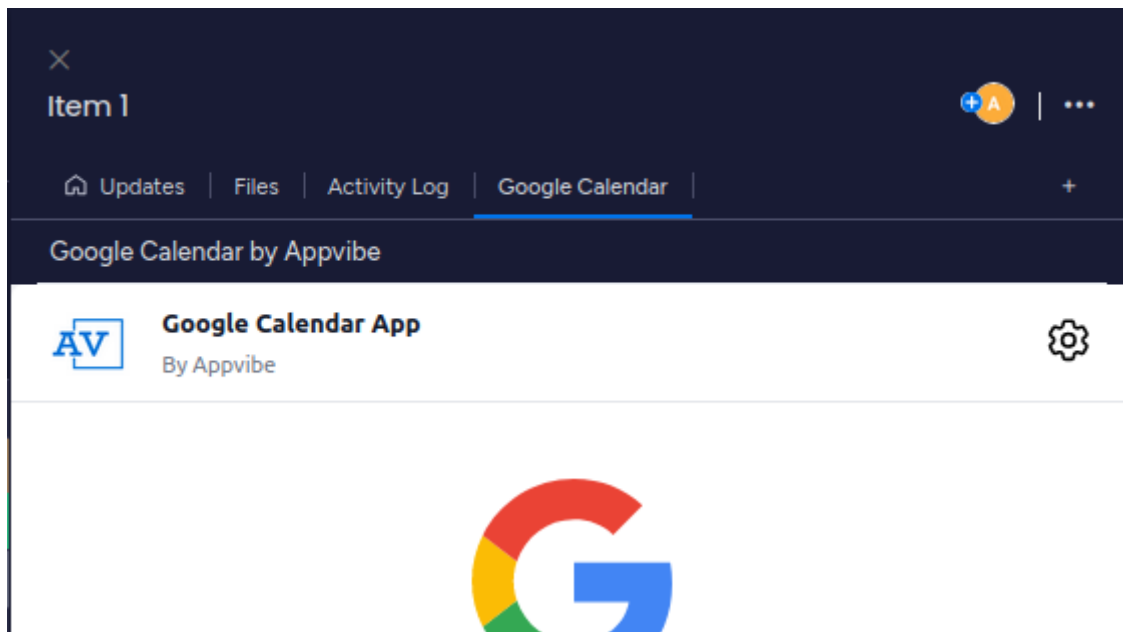 Item 1
A
Updates
Files
Activity Log
Google Calendar
+
Google Calendar by Appvibe
AV
Google Calendar App
By Appvibe